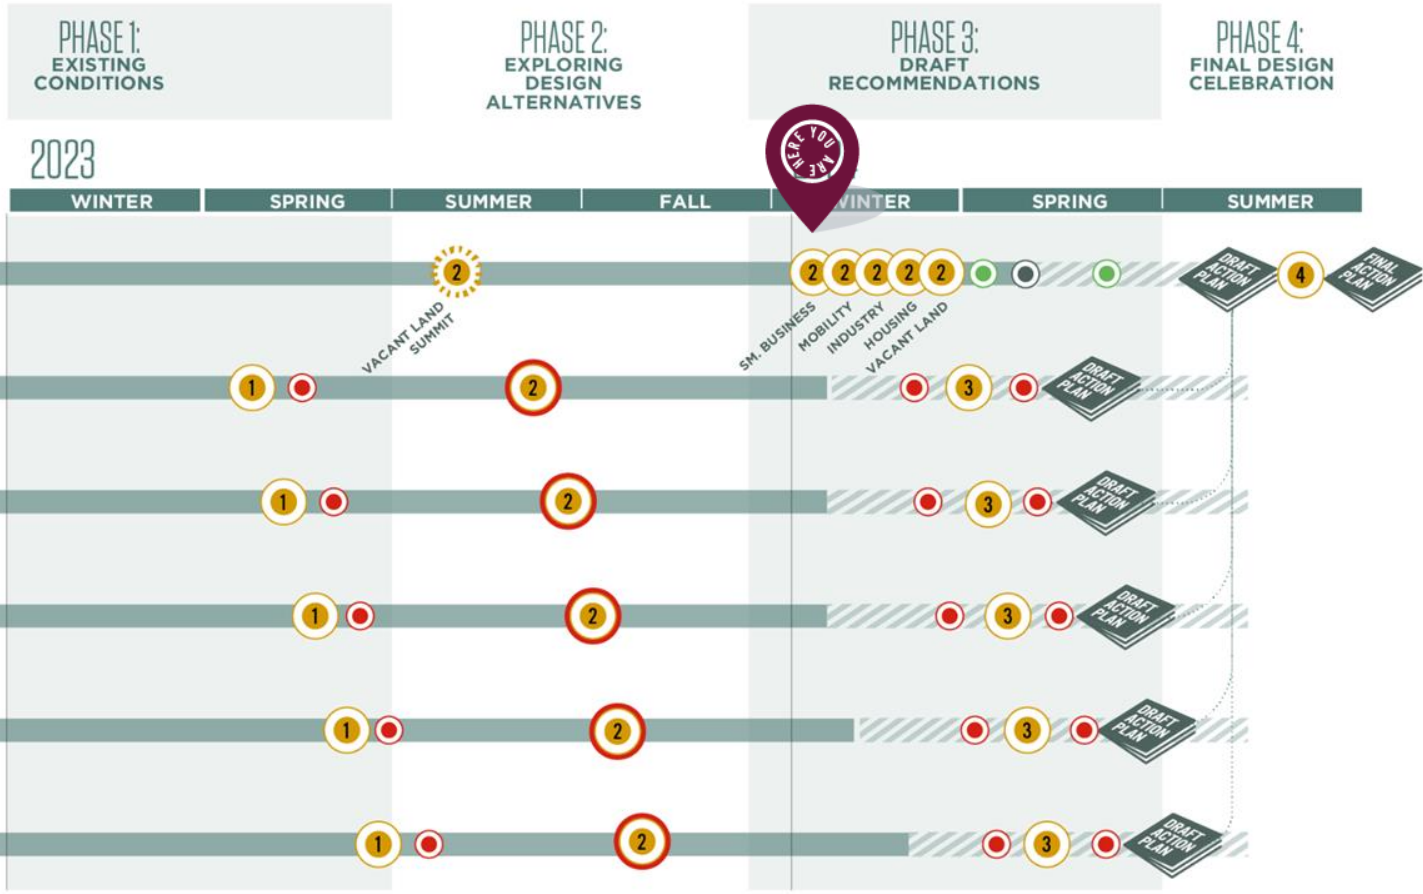 PHASE 1:
EXISTING
CONDITIONS
PHASE 2:
EXPLORING
DESIGN
ALTERNATIVES
PHASE 3:
DRAFT
RECOMMENDATIONS
PHASE 4:
FINAL DESIGN
CELEBRATION
2023
HERE YOU ARE
WINTER
SPRING
SUMMER
FALL
WINTER
SPRING
SUMMER
2
VACANT LAND
SUMMIT
2
2
2
2
2
SM. BUSINESS
MOBILITY
INDUSTRY
HOUSING
VACANT LAND
DRAFT
ACTION
PLAN
4
FINAL
ACTION
PLAN
1
2
3
DRAFT
ACTION
PLAN
1
2
3
DRAFT
ACTION
PLAN
1
2
3
DRAFT
ACTION
PLAN
1
2
3
DRAFT
ACTION
PLAN
1
2
3
DRAFT
ACTION
PLAN